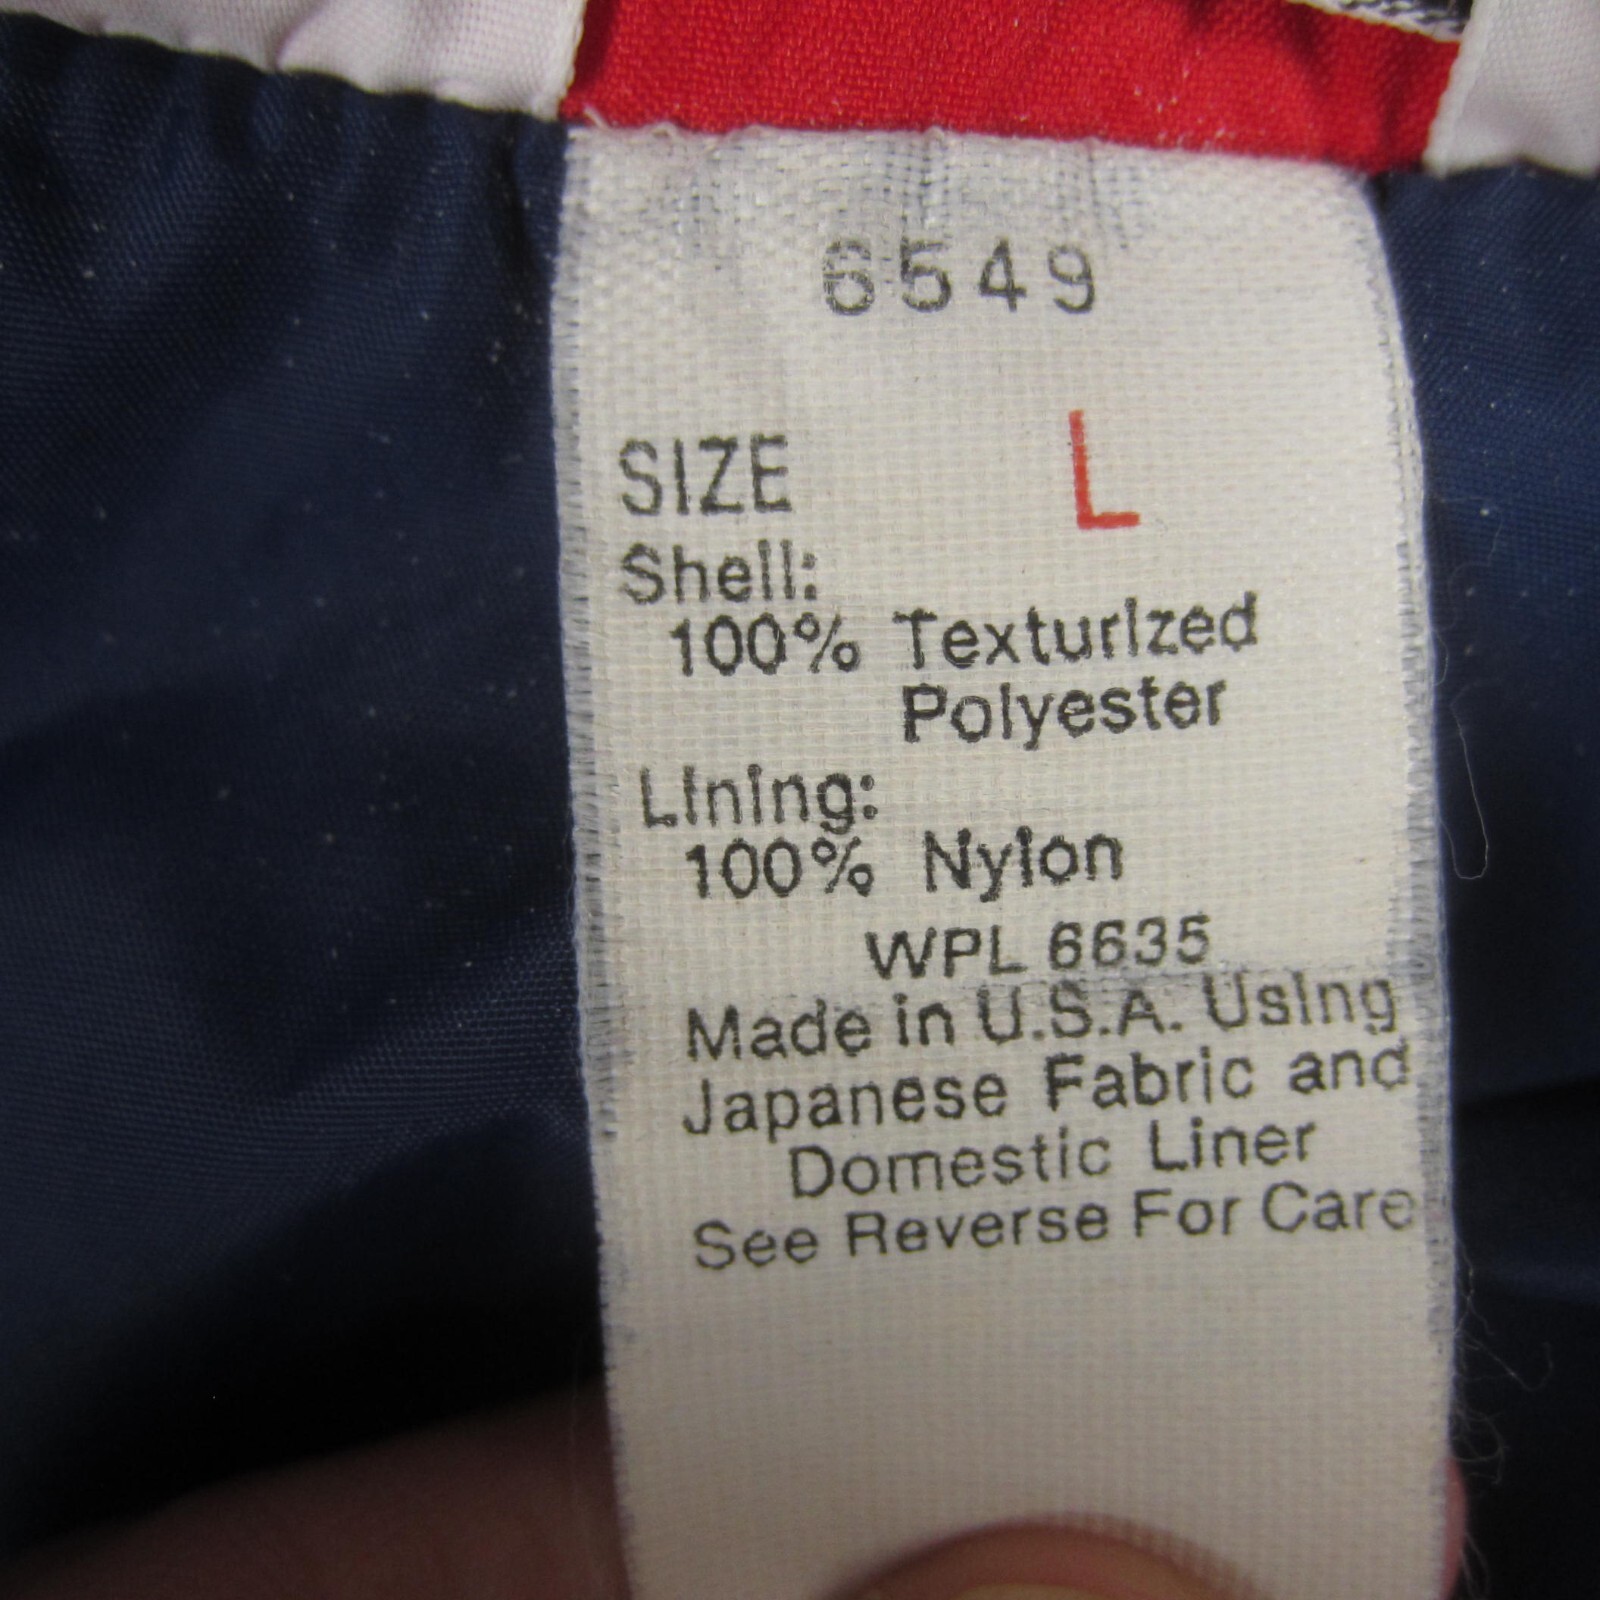 6549
SIZE L
Shell:
100% Texturized
Polyester
Lining:
100% Nylon
WPL 6635
Made in U.S.A. Using
Japanese Fabric and
Domestic Liner
See Reverse For Care